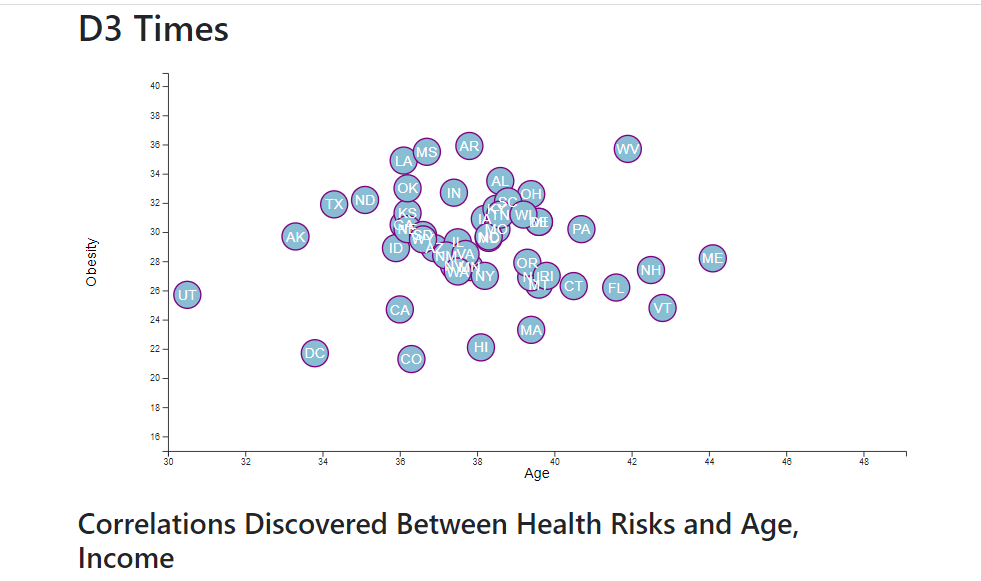 D3 Times
40
38
36
34
32
30
28
26
24
22
20
18
16
Obesity
AR
MS
WV
LA
AL
OK
IN
OH
ND
TX
SC
KS
WI
TN
PA
AK
SD
ID
VA
ME
OR
NH
RI
NY
WA
CT
FL
UT
VT
CA
MA
HI
DC
CO
30 32 34 36 38 40 42 44 46 48
Age
Correlations Discovered Between Health Risks and Age,
Income